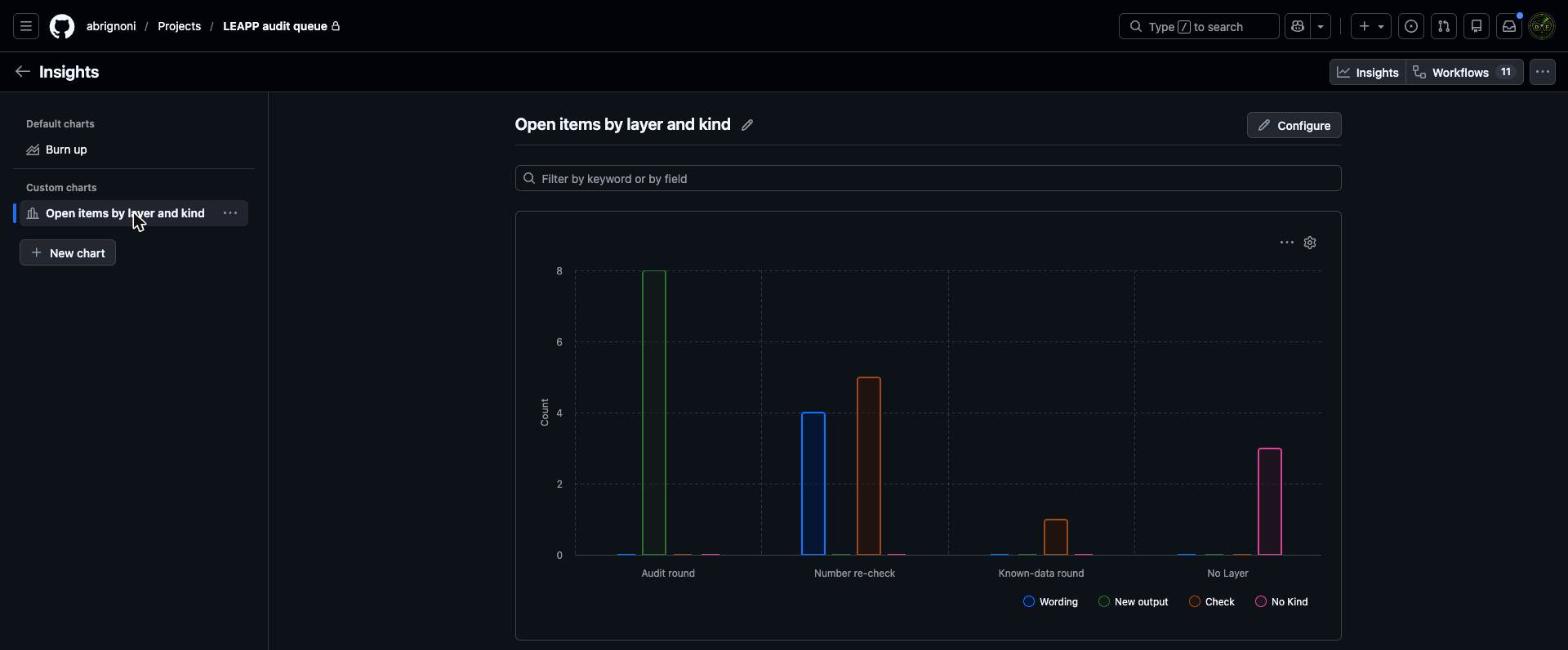 abrignoni / Projects / LEAPP audit queue
Type / to search
Insights
Insights
Workflows 11
Default charts
Burn up
Custom charts
Open items by layer and kind
New chart
Open items by layer and kind
Configure
Filter by keyword or by field
Count
8
6
4
2
0
Audit round
Number re-check
Known-data round
No Layer
Wording
New output
Check
No Kind